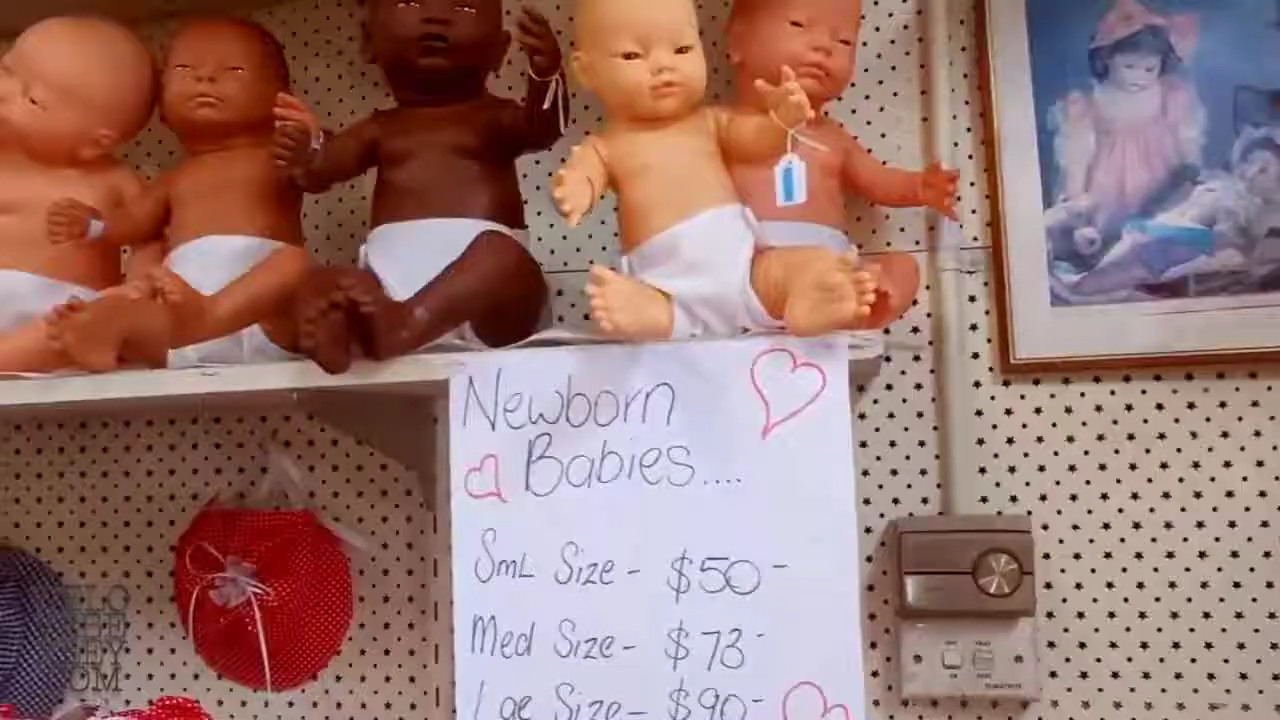 Newborn
Babies....
SmL Size - $50 -
Med Size - $73 -
Lge Size - $90 -